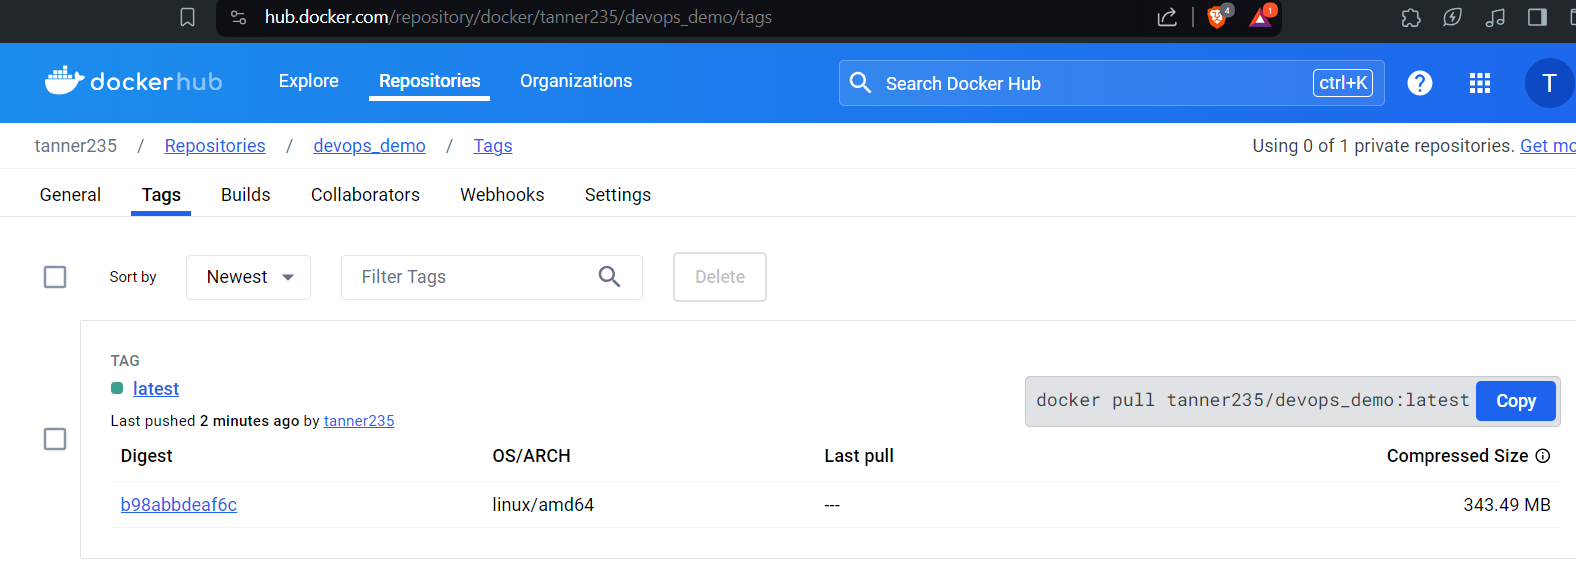 hub.docker.com/repository/docker/tanner235/devops_demo/tags
4
1
dockerhub Explore Repositories Organizations Search Docker Hub ctrl+K ? T
tanner235 / Repositories / devops_demo / Tags Using 0 of 1 private repositories. Get mo
General Tags Builds Collaborators Webhooks Settings
Sort by Newest Filter Tags Delete
TAG
latest
docker pull tanner235/devops_demo:latest Copy
Last pushed 2 minutes ago by tanner235
Digest OS/ARCH Last pull Compressed Size
b98abbdeaf6c linux/amd64 --- 343.49 MB